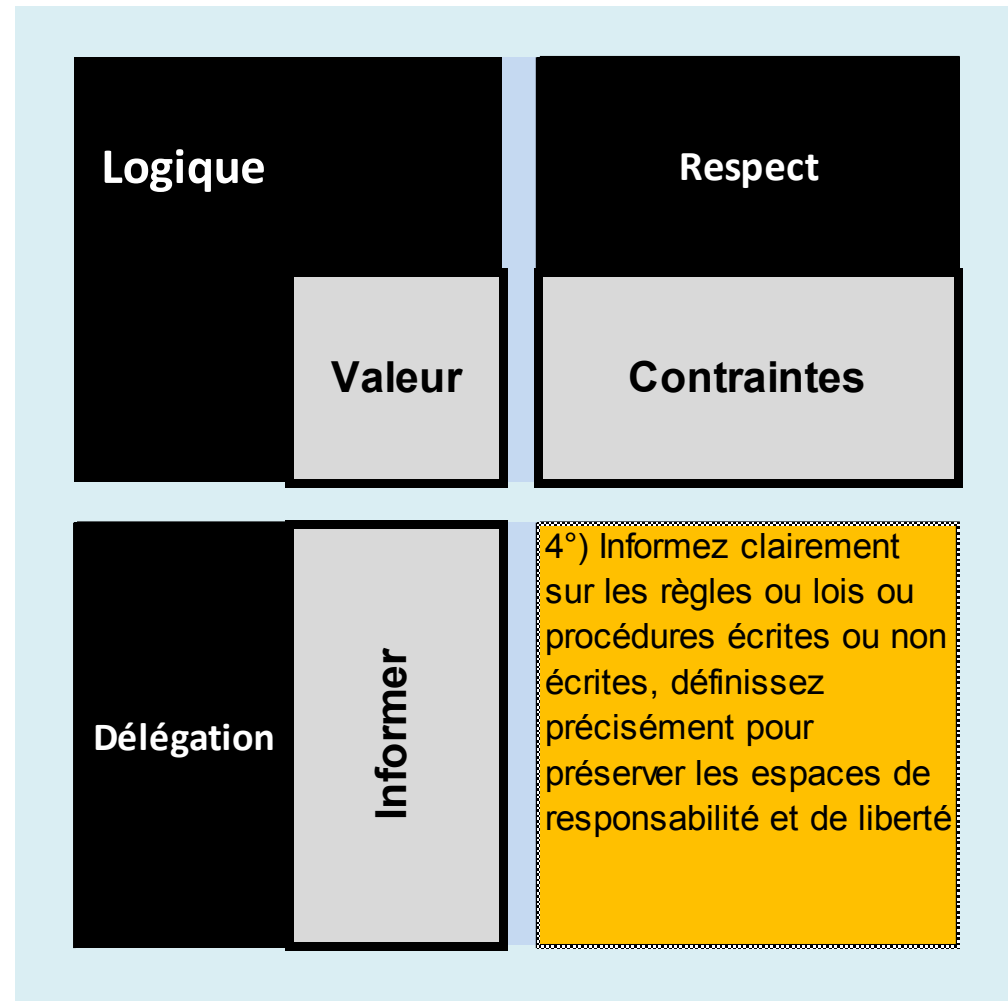 Logique
Respect
Valeur
Contraintes
Délégation
Informer
4°) Informez clairement
sur les règles ou lois ou
procédures écrites ou non
écrites, définissez
précisément pour
préserver les espaces de
responsabilité et de liberté